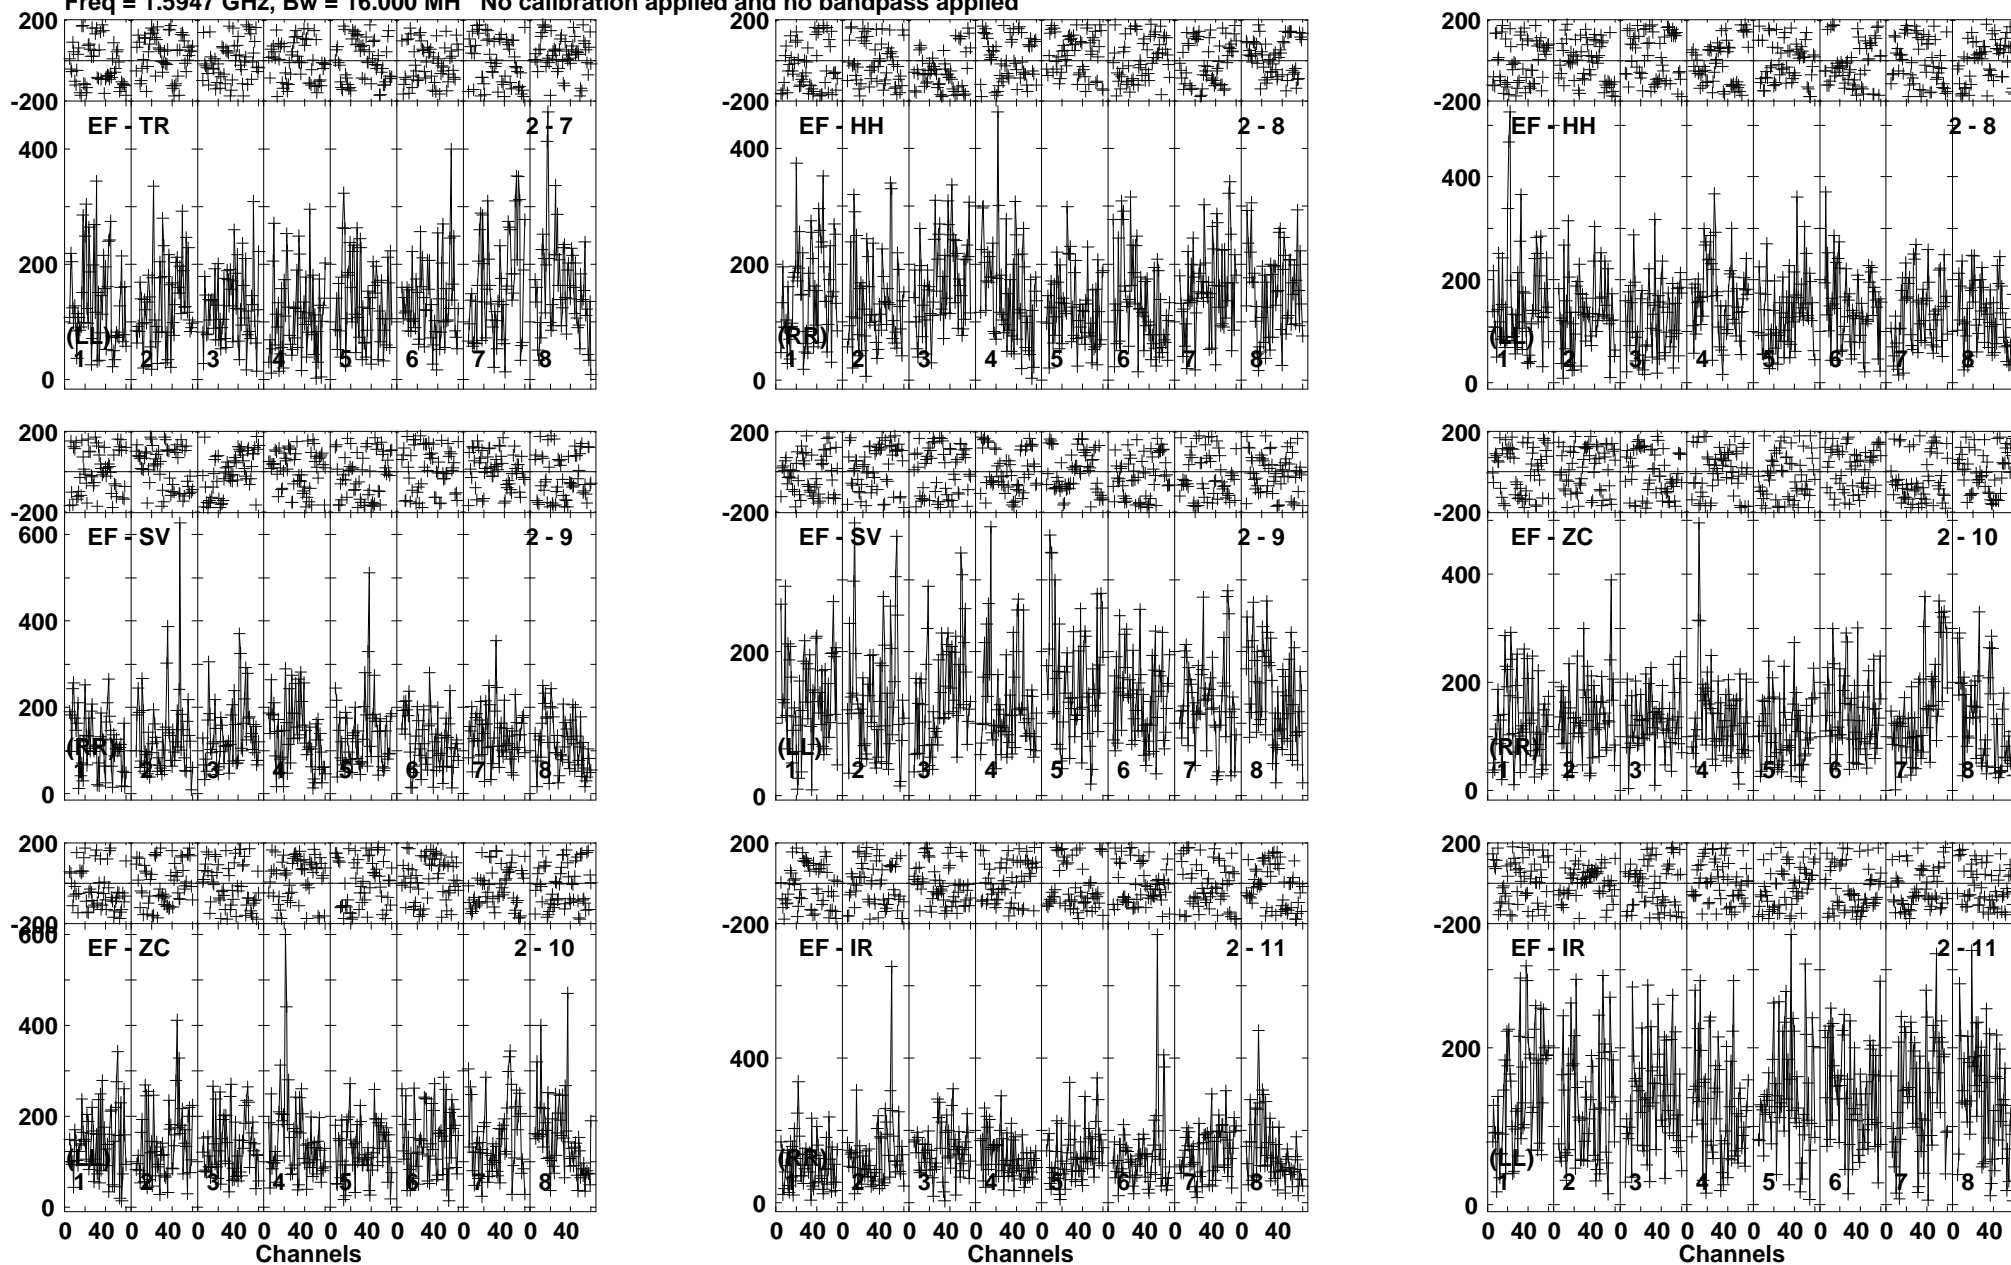 Freq = 1.5947 GHz, Bw = 16.000 MH No calibration applied and no bandpass applied
200 200 200
-200 -200 -200
EF - TR 2 - 7 EF - HH 2 - 8 EF - HH 2 - 8
400 400 400
200 200 200
(LL) (RR) (LL)
1 2 3 4 5 6 7 8 1 2 3 4 5 6 7 8 1 2 3 4 5 6 7 8
0 0 0
200 200 200
-200 -200 -200
EF - SV 2 - 9 EF - SV 2 - 9 EF - ZC 2 - 10
600
400 400
200 200 200
(RR) (LL) (RR)
1 2 3 4 5 6 7 8 1 2 3 4 5 6 7 8 1 2 3 4 5 6 7 8
0 0 0
200 200 200
-200 -200 -200
600
EF - ZC 2 - 10 EF - IR 2 - 11 EF - IR 2 - 11
400 400
200 200 200
(LL) (RR) (LL)
1 2 3 4 5 6 7 8 1 2 3 4 5 6 7 8 1 2 3 4 5 6 7 8
0 0 0
0 40 0 40 0 40 0 40 0 40 0 40 0 40 0 40 0 40 0 40 0 40 0 40 0 40 0 40 0 40 0 40 0 40 0 40 0 40 0 40 0 40 0 40 0 40 0 40
Channels Channels Channels